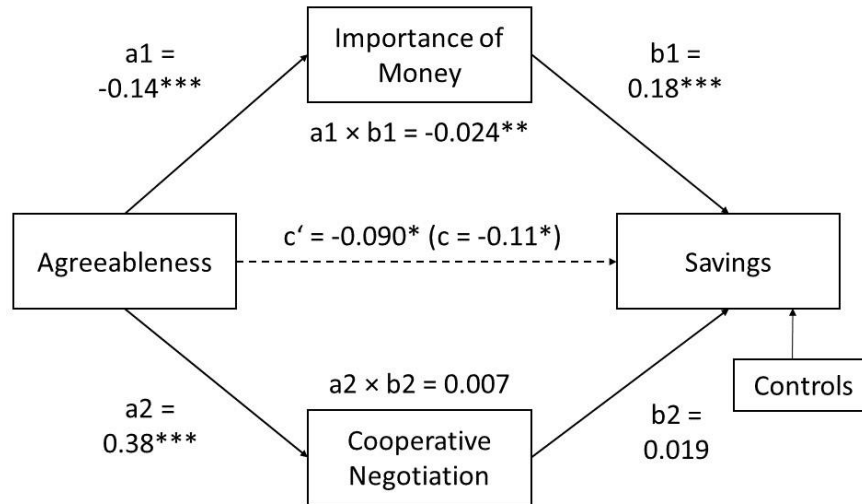 a1 =
-0.14***
Importance of
Money
b1 =
0.18***
a1 × b1 = -0.024**
Agreeableness
c‘ = -0.090* (c = -0.11*)
Savings
a2 × b2 = 0.007
Controls
a2 =
0.38***
Cooperative
Negotiation
b2 =
0.019